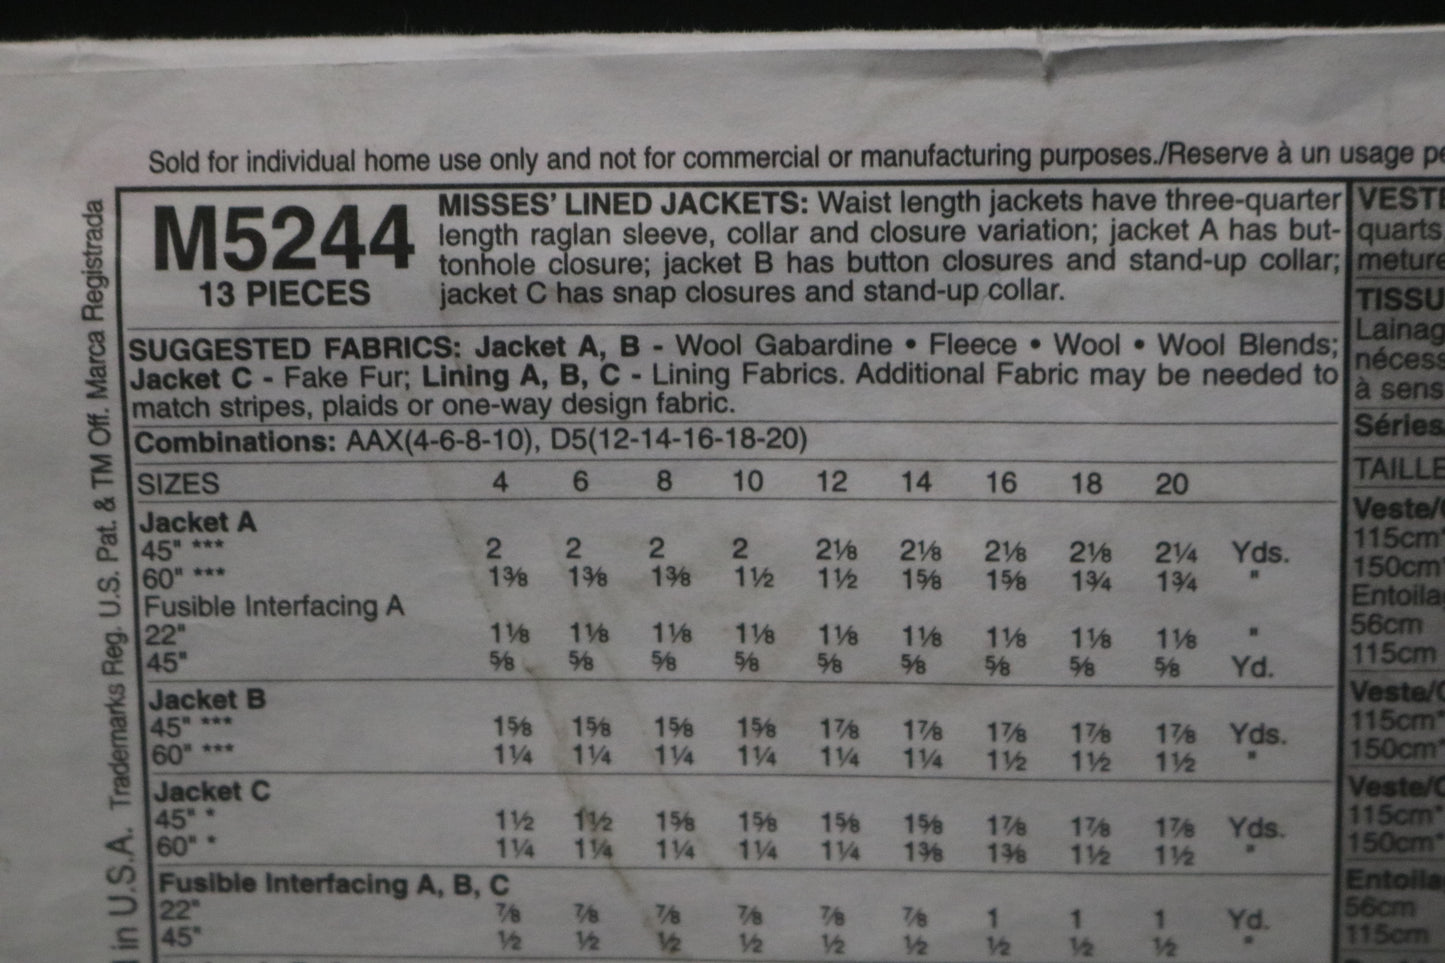 Sold for individual home use only and not for commercial or manufacturing purposes./Reserve à un usage
M5244
13 PIECES
MISSES' LINED JACKETS: Waist length jackets have three-quarter
length raglan sleeve, collar and closure variation; jacket A has but-
tonhole closure; jacket B has button closures and stand-up collar;
jacket C has snap closures and stand-up collar.
SUGGESTED FABRICS: Jacket A, B - Wool Gabardine • Fleece • Wool • Wool Blends;
Jacket C - Fake Fur; Lining A, B, C - Lining Fabrics. Additional Fabric may be needed to
match stripes, plaids or one-way design fabric.
Combinations: AAX(4-6-8-10), D5(12-14-16-18-20)
SIZES 4 6 8 10 12 14 16 18 20
Jacket A
45" *** 2 2 2 2 2⅛ 2⅛ 2⅛ 2⅛ 2¼ Yds.
60" *** 1⅜ 1⅜ 1⅜ 1½ 1½ 1⅝ 1⅝ 1¾ 1¾ "
Fusible Interfacing A
22" 1⅛ 1⅛ 1⅛ 1⅛ 1⅛ 1⅛ 1⅛ 1⅛ 1⅛ "
45" ⅝ ⅝ ⅝ ⅝ ⅝ ⅝ ⅝ ⅝ ⅝ Yd.
Jacket B
45" *** 1⅝ 1⅝ 1⅝ 1⅝ 1⅞ 1⅞ 1⅞ 1⅞ 1⅞ Yds.
60" *** 1¼ 1¼ 1¼ 1¼ 1¼ 1¼ 1½ 1½ 1½ "
Jacket C
45" * 1½ 1½ 1⅝ 1⅝ 1⅝ 1⅝ 1⅞ 1⅞ 1⅞ Yds.
60" * 1¼ 1¼ 1¼ 1¼ 1¼ 1⅜ 1⅜ 1½ 1½ "
Fusible Interfacing A, B, C
22" ⅞ ⅞ ⅞ ⅞ ⅞ ⅞ 1 1 1 Yd.
45" ½ ½ ½ ½ ½ ½ ½ ½ ½ "
quarts
TAILLE
115cm*
150cm*
56cm
115cm
115cm*
150cm*
115cm*
150cm*
56cm
115cm
in U.S.A. Trademarks Reg. U.S. Pat. & TM Off. Marca Registrada